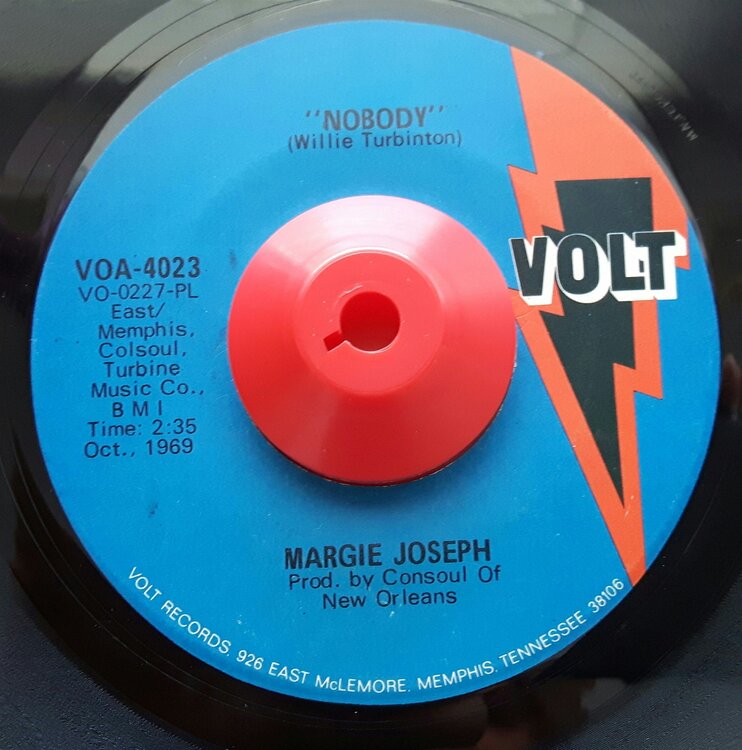 "NOBODY"
(Willie Turbinton)
VOLT
VOA-4023
VO-0227-PL
East/
Memphis,
Colsoul,
Turbine
Music Co.,
B M I
Time: 2:35
Oct., 1969
MARGIE JOSEPH
Prod. by Consoul Of
New Orleans
VOLT RECORDS, 926 EAST McLEMORE, MEMPHIS, TENNESSEE 38106